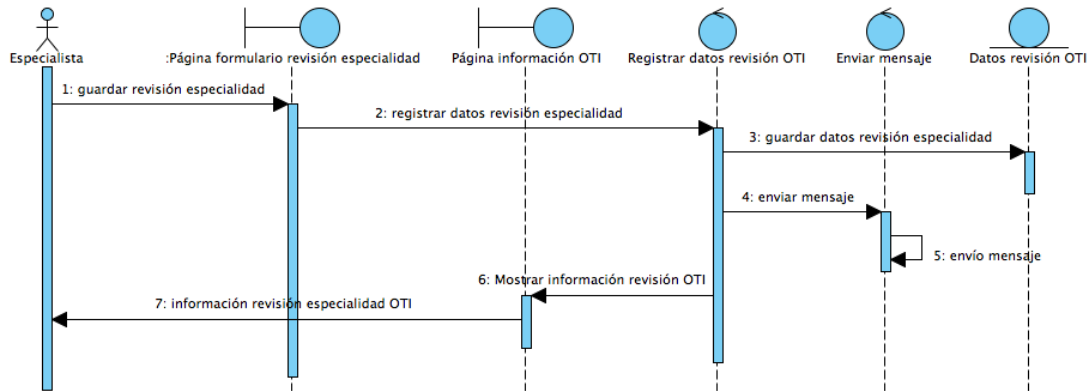 Especialista
:Página formulario revisión especialidad
Página información OTI
Registrar datos revisión OTI
Enviar mensaje
Datos revisión OTI
1: guardar revisión especialidad
2: registrar datos revisión especialidad
3: guardar datos revisión especialidad
4: enviar mensaje
5: envío mensaje
6: Mostrar información revisión OTI
7: información revisión especialidad OTI